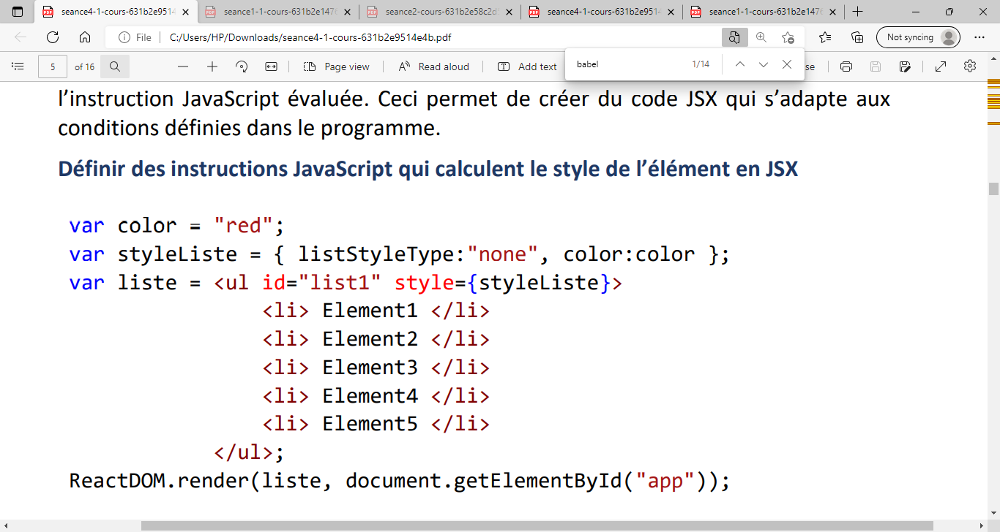 seance4-1-cours-631b2e9514
seance1-1-cours-631b2e147
seance2-cours-631b2e58c2d
seance4-1-cours-631b2e951
seance1-1-cours-631b2e147
File
C:/Users/HP/Downloads/seance4-1-cours-631b2e9514e4b.pdf
Not syncing
5 of 16
Page view
Read aloud
Add text
se
babel 1/14
l’instruction JavaScript évaluée. Ceci permet de créer du code JSX qui s’adapte aux
conditions définies dans le programme.
Définir des instructions JavaScript qui calculent le style de l’élément en JSX
var color = "red";
var styleListe = { listStyleType:"none", color:color };
var liste = <ul id="list1" style={styleListe}>
<li> Element1 </li>
<li> Element2 </li>
<li> Element3 </li>
<li> Element4 </li>
<li> Element5 </li>
</ul>;
ReactDOM.render(liste, document.getElementById("app"));